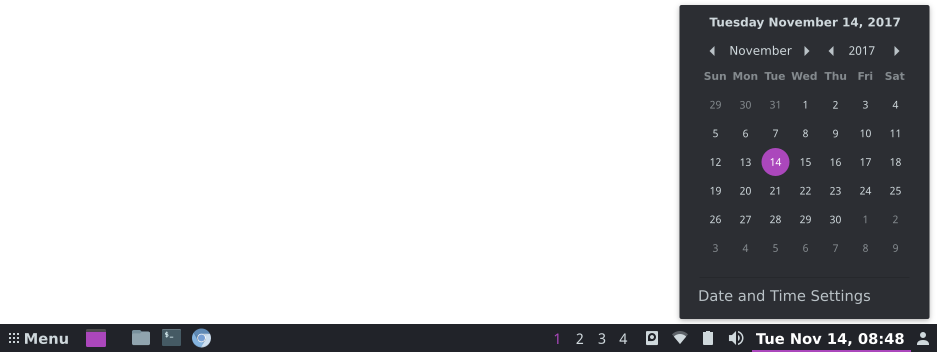 Tuesday November 14, 2017
November 2017
Sun Mon Tue Wed Thu Fri Sat
29 30 31 1 2 3 4
5 6 7 8 9 10 11
12 13 14 15 16 17 18
19 20 21 22 23 24 25
26 27 28 29 30 1 2
3 4 5 6 7 8 9
Date and Time Settings
Menu $_ 1 2 3 4 Tue Nov 14, 08:48